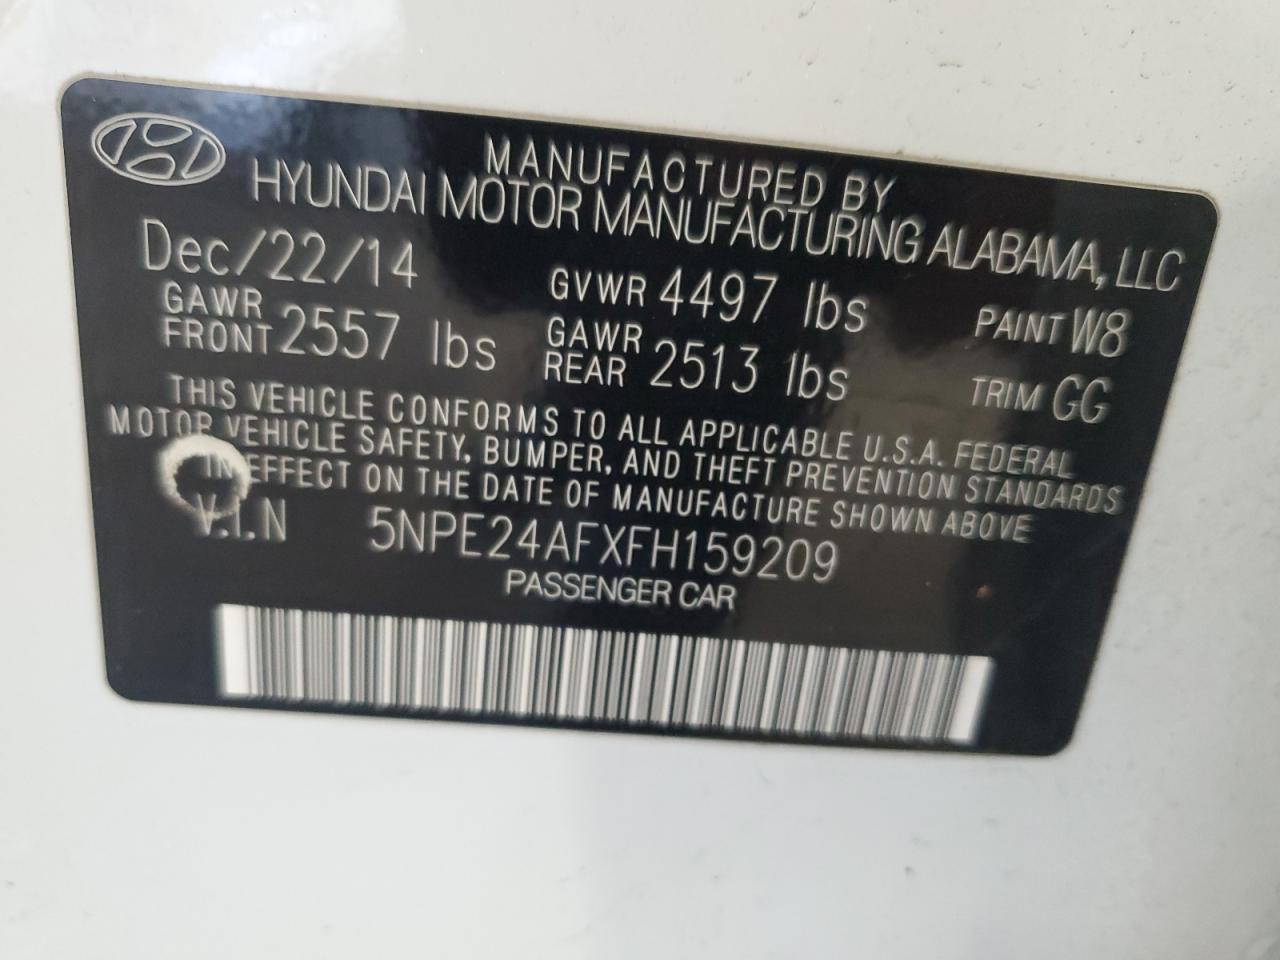 MANUFACTURED BY
HYUNDAI MOTOR MANUFACTURING ALABAMA, LLC
Dec/22/14 GVWR 4497 lbs PAINT W8
GAWR FRONT 2557 lbs GAWR REAR 2513 lbs TRIM GG
THIS VEHICLE CONFORMS TO ALL APPLICABLE U.S.A. FEDERAL
MOTOR VEHICLE SAFETY, BUMPER, AND THEFT PREVENTION STANDARDS
IN EFFECT ON THE DATE OF MANUFACTURE SHOWN ABOVE
V.I.N 5NPE24AFXFH159209
PASSENGER CAR